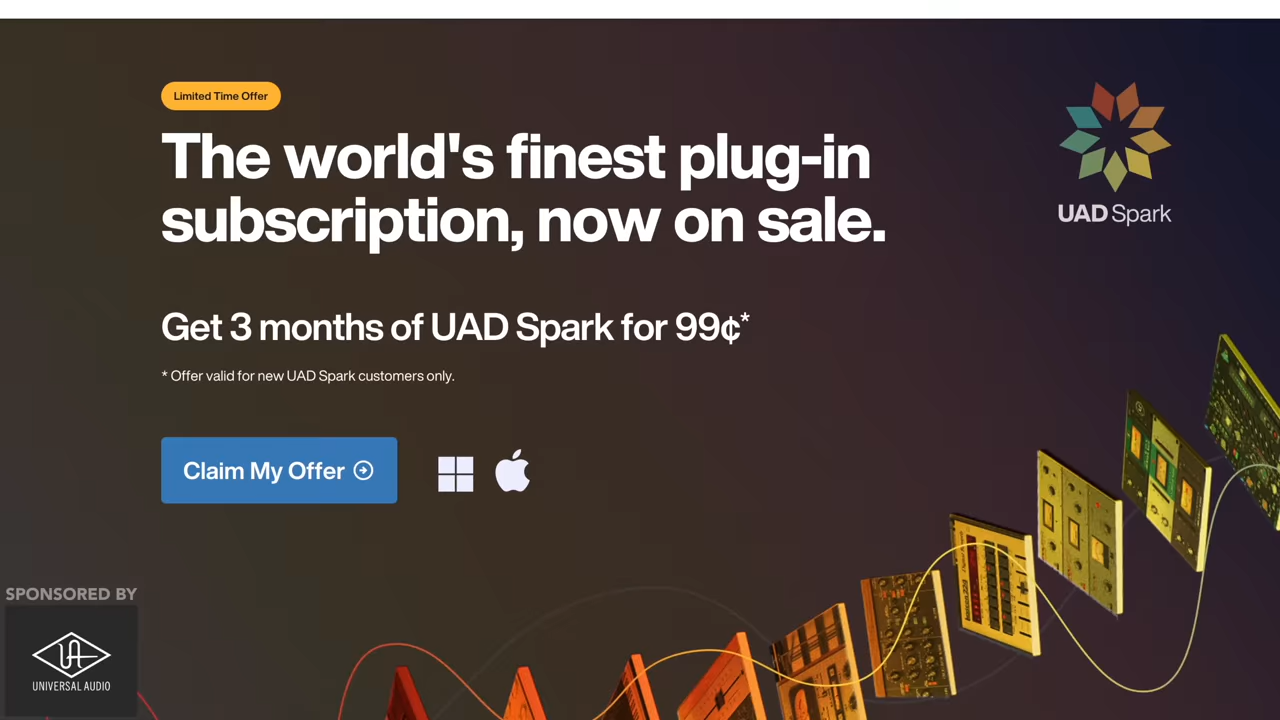 Limited Time Offer
The world's finest plug-in
subscription, now on sale.
UAD Spark
Get 3 months of UAD Spark for 99¢*
* Offer valid for new UAD Spark customers only.
Claim My Offer
SPONSORED BY
UA
UNIVERSAL AUDIO